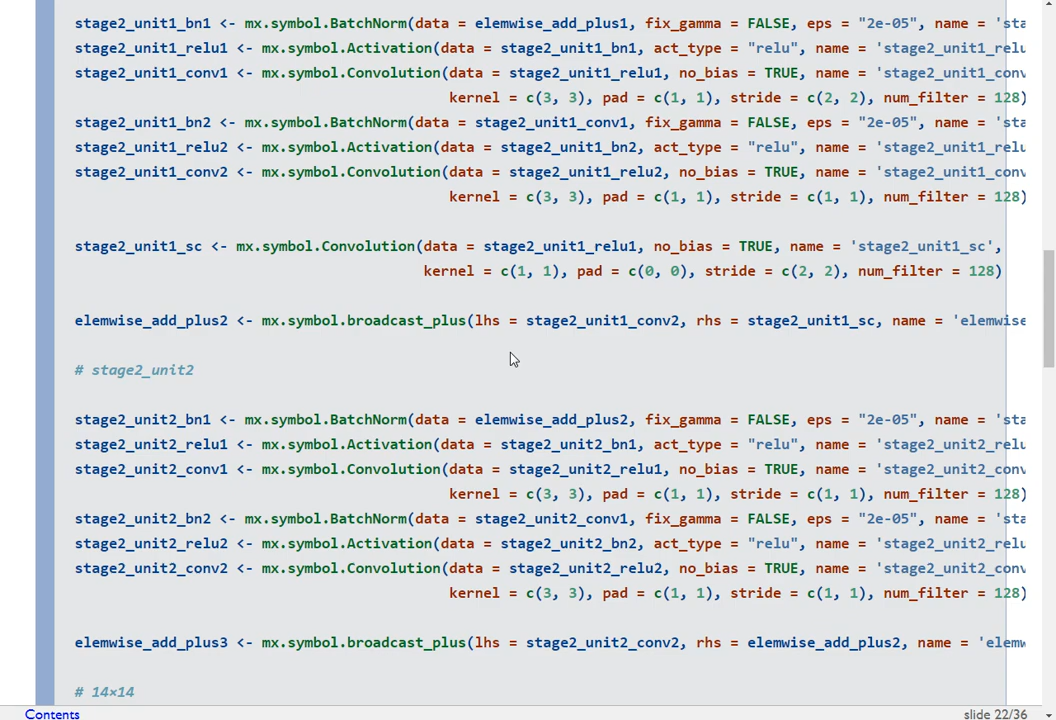 stage2_unit1_bn1 <- mx.symbol.BatchNorm(data = elemwise_add_plus1, fix_gamma = FALSE, eps = "2e-05", name = 'sta
stage2_unit1_relu1 <- mx.symbol.Activation(data = stage2_unit1_bn1, act_type = "relu", name = 'stage2_unit1_relu
stage2_unit1_conv1 <- mx.symbol.Convolution(data = stage2_unit1_relu1, no_bias = TRUE, name = 'stage2_unit1_conv
kernel = c(3, 3), pad = c(1, 1), stride = c(2, 2), num_filter = 128)
stage2_unit1_bn2 <- mx.symbol.BatchNorm(data = stage2_unit1_conv1, fix_gamma = FALSE, eps = "2e-05", name = 'sta
stage2_unit1_relu2 <- mx.symbol.Activation(data = stage2_unit1_bn2, act_type = "relu", name = 'stage2_unit1_relu
stage2_unit1_conv2 <- mx.symbol.Convolution(data = stage2_unit1_relu2, no_bias = TRUE, name = 'stage2_unit1_conv
kernel = c(3, 3), pad = c(1, 1), stride = c(1, 1), num_filter = 128)
stage2_unit1_sc <- mx.symbol.Convolution(data = stage2_unit1_relu1, no_bias = TRUE, name = 'stage2_unit1_sc',
kernel = c(1, 1), pad = c(0, 0), stride = c(2, 2), num_filter = 128)
elemwise_add_plus2 <- mx.symbol.broadcast_plus(lhs = stage2_unit1_conv2, rhs = stage2_unit1_sc, name = 'elemwise
# stage2_unit2
stage2_unit2_bn1 <- mx.symbol.BatchNorm(data = elemwise_add_plus2, fix_gamma = FALSE, eps = "2e-05", name = 'sta
stage2_unit2_relu1 <- mx.symbol.Activation(data = stage2_unit2_bn1, act_type = "relu", name = 'stage2_unit2_relu
stage2_unit2_conv1 <- mx.symbol.Convolution(data = stage2_unit2_relu1, no_bias = TRUE, name = 'stage2_unit2_conv
kernel = c(3, 3), pad = c(1, 1), stride = c(1, 1), num_filter = 128)
stage2_unit2_bn2 <- mx.symbol.BatchNorm(data = stage2_unit2_conv1, fix_gamma = FALSE, eps = "2e-05", name = 'sta
stage2_unit2_relu2 <- mx.symbol.Activation(data = stage2_unit2_bn2, act_type = "relu", name = 'stage2_unit2_relu
stage2_unit2_conv2 <- mx.symbol.Convolution(data = stage2_unit2_relu2, no_bias = TRUE, name = 'stage2_unit2_conv
kernel = c(3, 3), pad = c(1, 1), stride = c(1, 1), num_filter = 128)
elemwise_add_plus3 <- mx.symbol.broadcast_plus(lhs = stage2_unit2_conv2, rhs = elemwise_add_plus2, name = 'elemw
# 14×14
Contents
slide 22/36